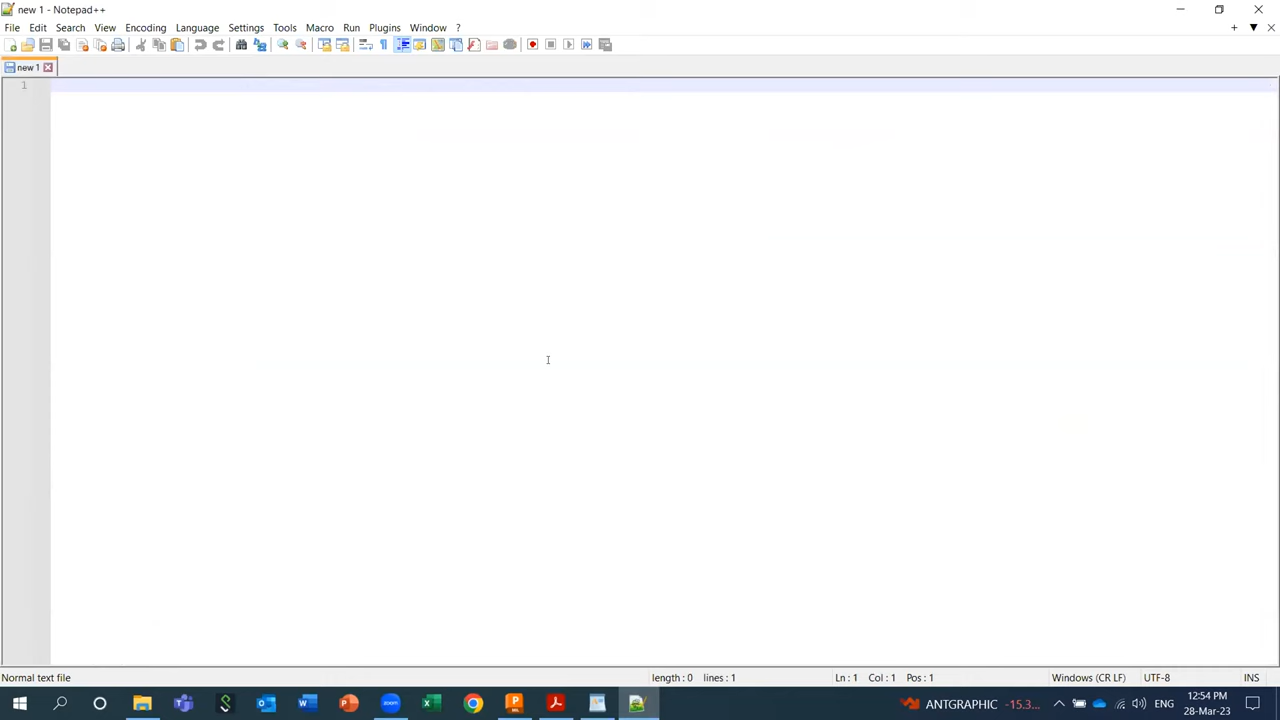 new 1 - Notepad++
File Edit Search View Encoding Language Settings Tools Macro Run Plugins Window ?
new 1
1
Normal text file length : 0 lines : 1 Ln : 1 Col : 1 Pos : 1 Windows (CR LF) UTF-8 INS
ANTGRAPHIC -15.3... ENG 12:54 PM
28-Mar-23